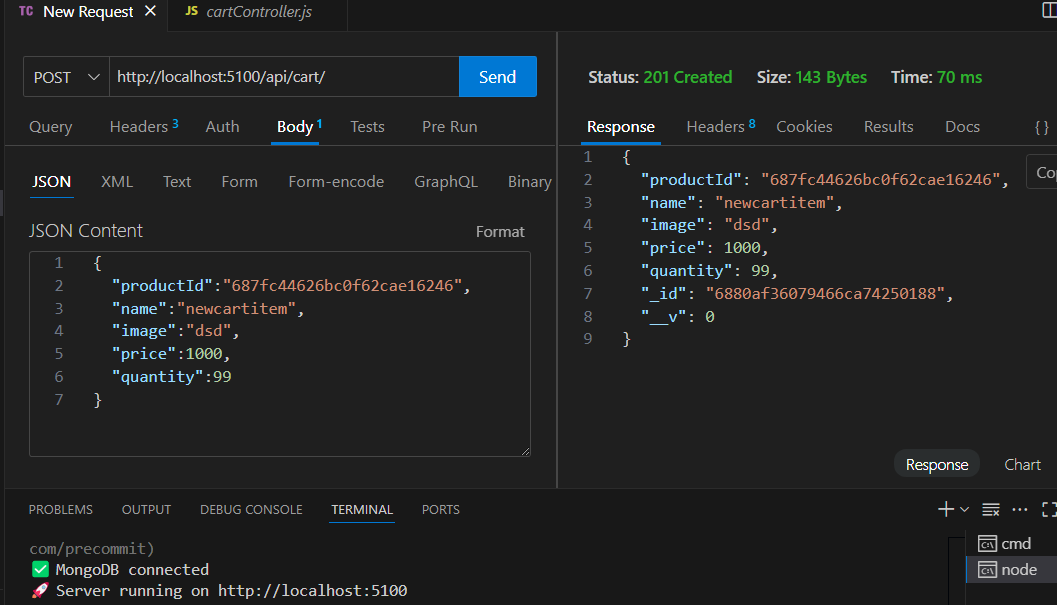 TC New Request ✕ JS cartController.js
POST http://localhost:5100/api/cart/ Send
Query Headers 3 Auth Body 1 Tests Pre Run
JSON XML Text Form Form-encode GraphQL Binary
JSON Content Format
1 {
2 "productId":"687fc44626bc0f62cae16246",
3 "name":"newcartitem",
4 "image":"dsd",
5 "price":1000,
6 "quantity":99
7 }
Status: 201 Created Size: 143 Bytes Time: 70 ms
Response Headers 8 Cookies Results Docs { }
1 {
2 "productId": "687fc44626bc0f62cae16246",
3 "name": "newcartitem",
4 "image": "dsd",
5 "price": 1000,
6 "quantity": 99,
7 "_id": "6880af36079466ca74250188",
8 "__v": 0
9 }
Response Chart
PROBLEMS OUTPUT DEBUG CONSOLE TERMINAL PORTS
com/precommit)
✅ MongoDB connected
🚀 Server running on http://localhost:5100
cmd
node